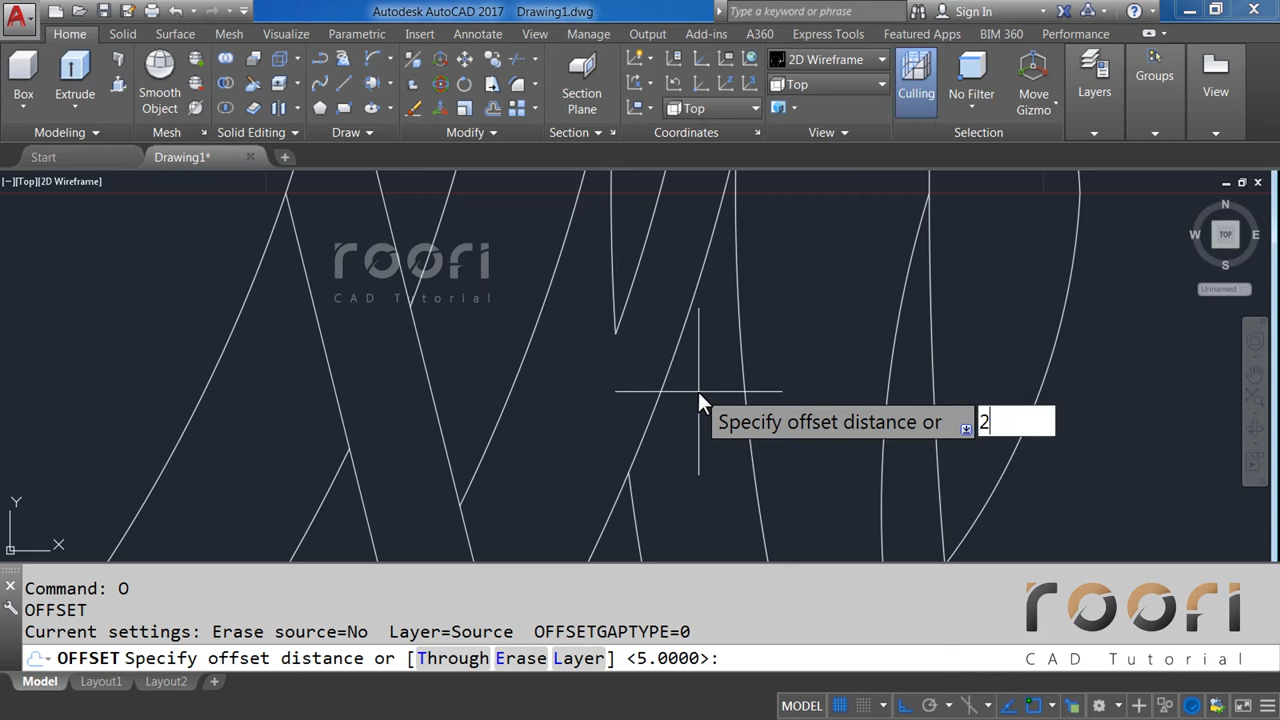 Autodesk AutoCAD 2017 Drawing1.dwg
Type a keyword or phrase
Sign In
Home Solid Surface Mesh Visualize Parametric Insert Annotate View Manage Output Add-ins A360 Express Tools Featured Apps BIM 360 Performance
Box
Extrude
Smooth
Object
Section
Plane
2D Wireframe
Top
Top
Culling
No Filter
Move
Gizmo
Layers
Groups
View
Modeling
Mesh
Solid Editing
Draw
Modify
Section
Coordinates
View
Selection
Start
Drawing1*
[−][Top][2D Wireframe]
N
W TOP E
S
Unnamed
roori
CAD Tutorial
Specify offset distance or 2
Y
X
Command: O
OFFSET
Current settings: Erase source=No Layer=Source OFFSETGAPTYPE=0
OFFSET Specify offset distance or [Through Erase Layer] <5.0000>:
roori
CAD Tutorial
Model Layout1 Layout2
MODEL